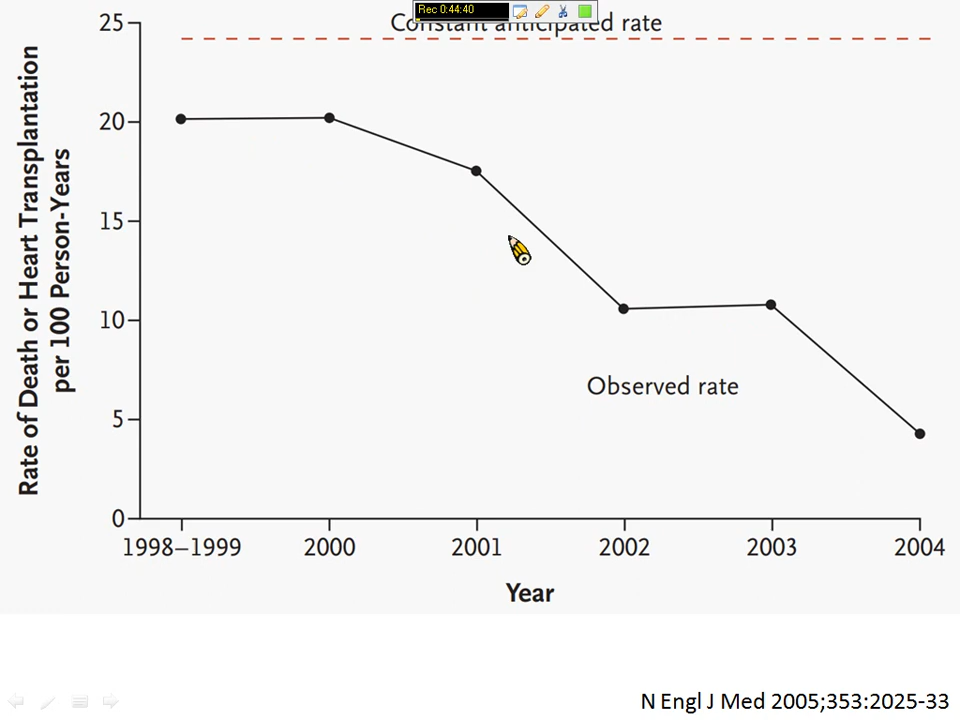 Rec 0:44:40
Constant anticipated rate
25
20
15
10
5
0
Rate of Death or Heart Transplantation
per 100 Person-Years
Observed rate
1998–1999 2000 2001 2002 2003 2004
Year
N Engl J Med 2005;353:2025-33